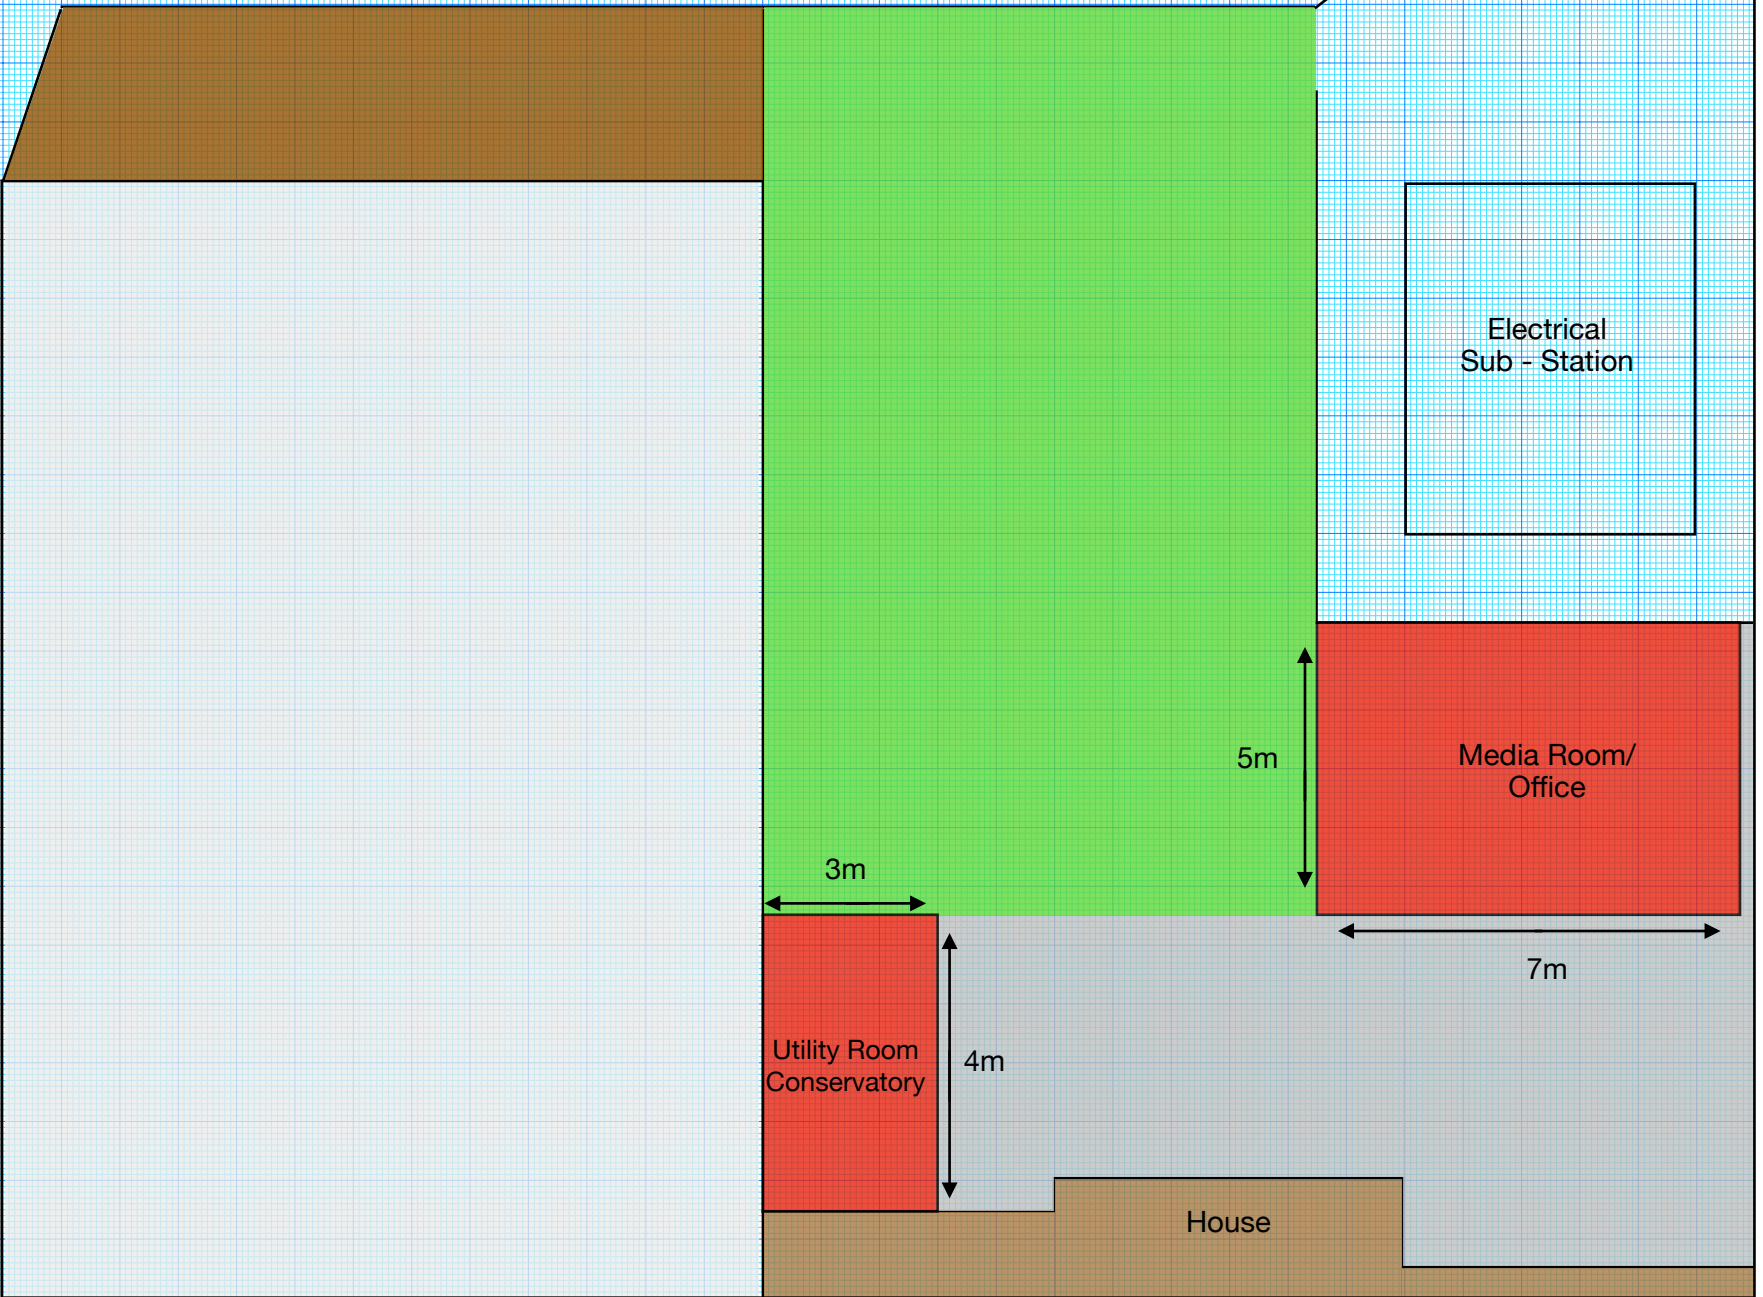 Electrical
Sub - Station
Media Room/
Office
5m
3m
7m
Utility Room
Conservatory
4m
House